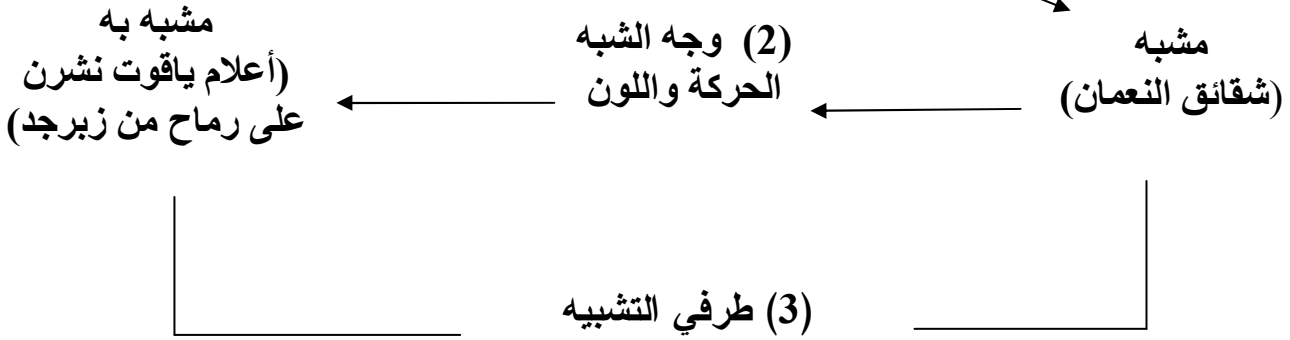 مشبه
(شقائق النعمان)
(2) وجه الشبه
الحركة واللون
مشبه به
(أعلام ياقوت نشرن
على رماح من زبرجد)
(3) طرفي التشبيه